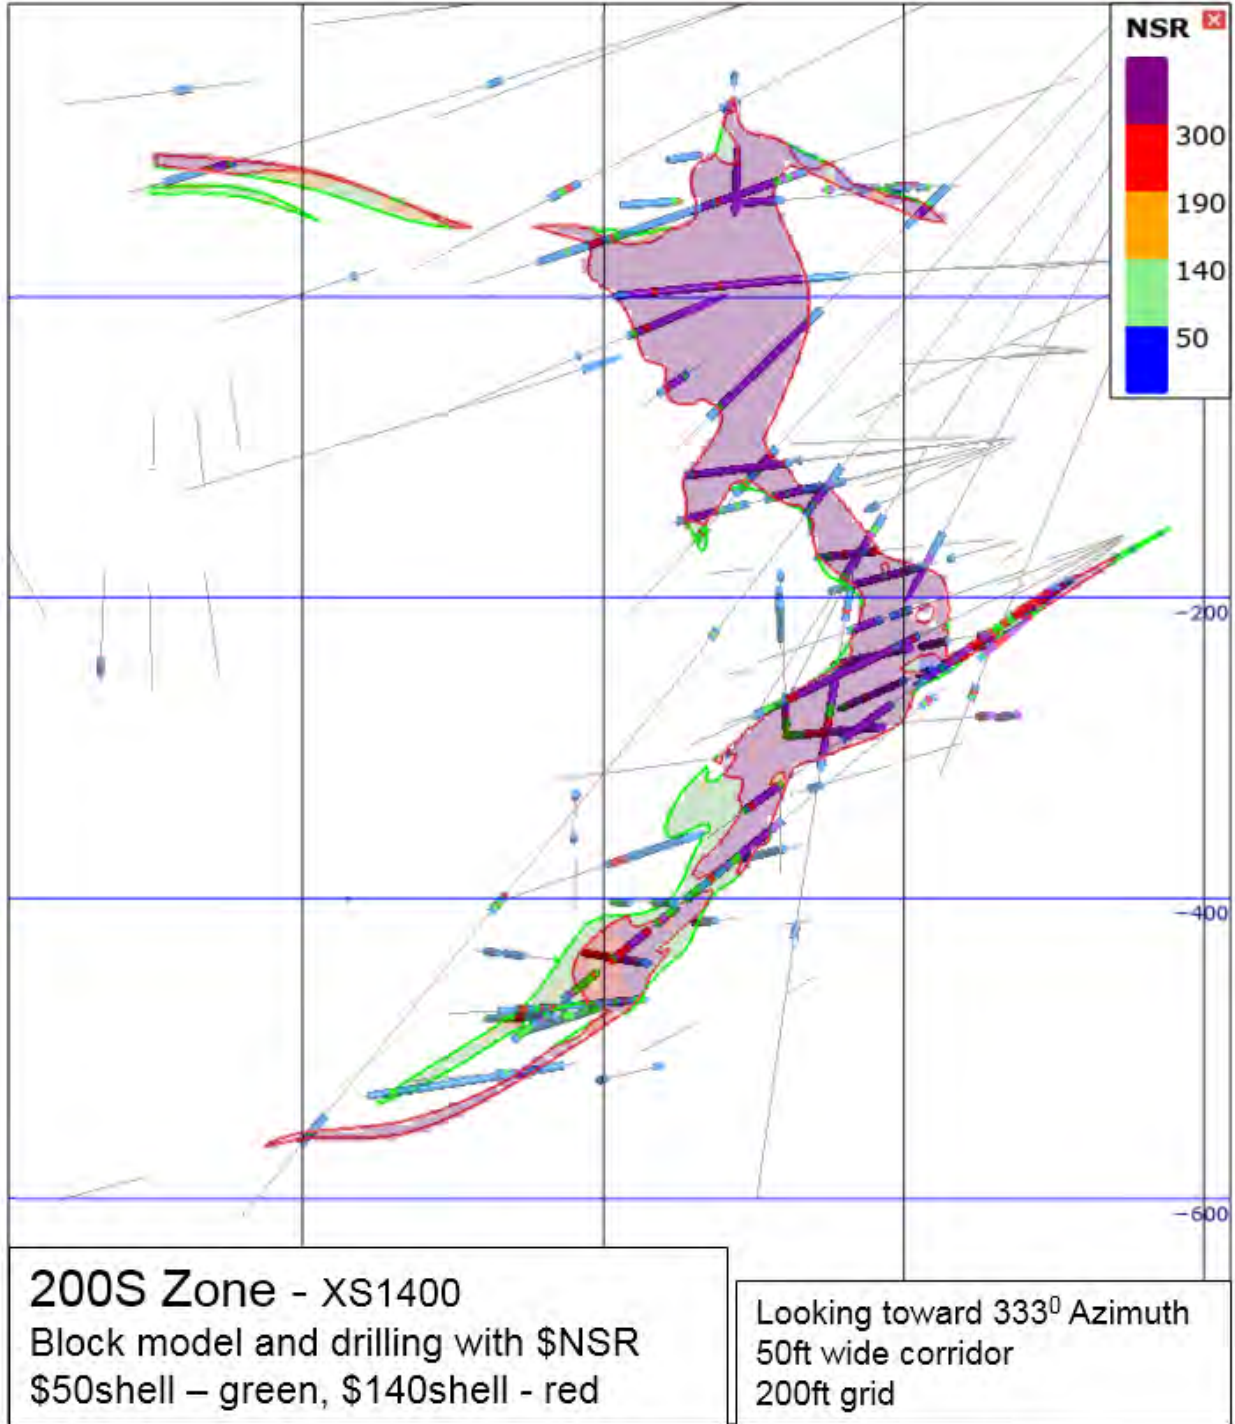 NSR
300
190
140
50
−200
−400
−600
200S Zone - XS1400
Block model and drilling with $NSR
$50shell – green, $140shell - red
Looking toward 333⁰ Azimuth
50ft wide corridor
200ft grid